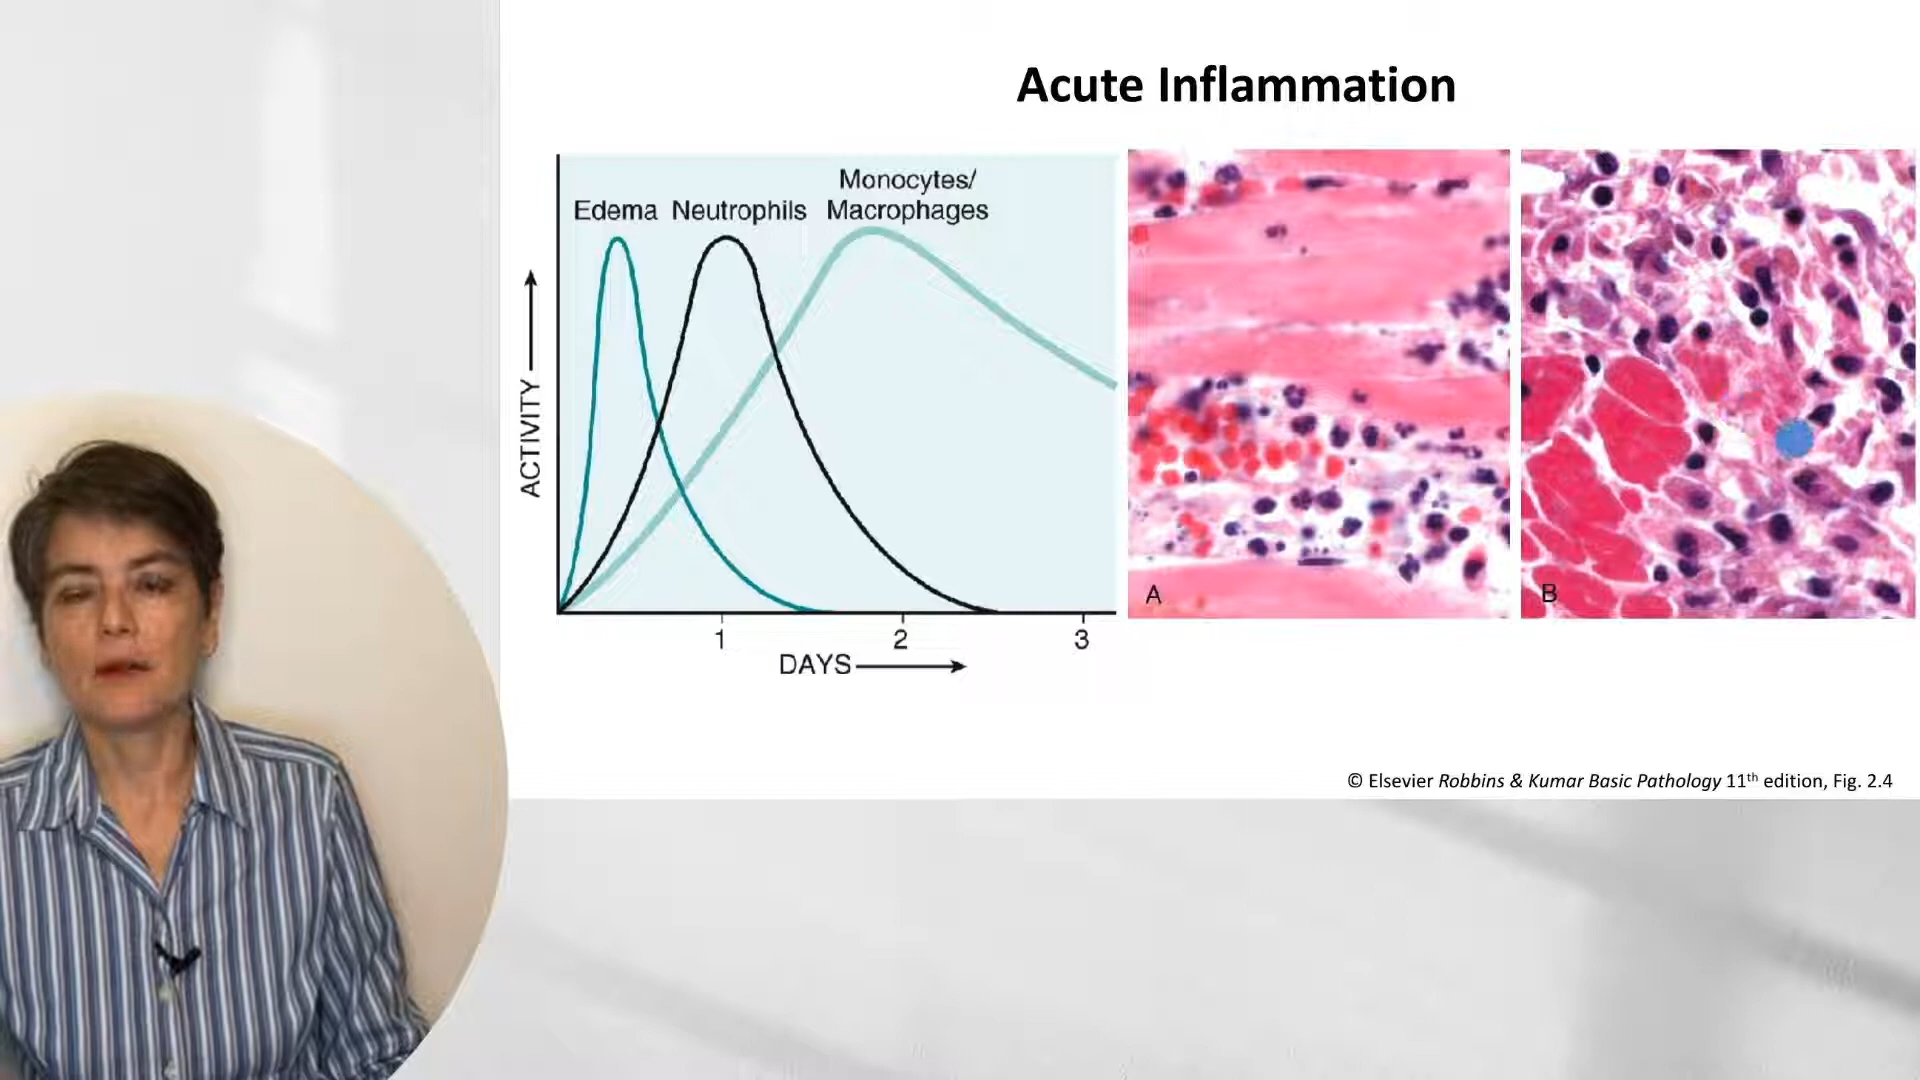 Acute Inflammation
Monocytes/
Edema Neutrophils Macrophages
ACTIVITY
1 2 3
DAYS
A
B
© Elsevier Robbins & Kumar Basic Pathology 11th edition, Fig. 2.4